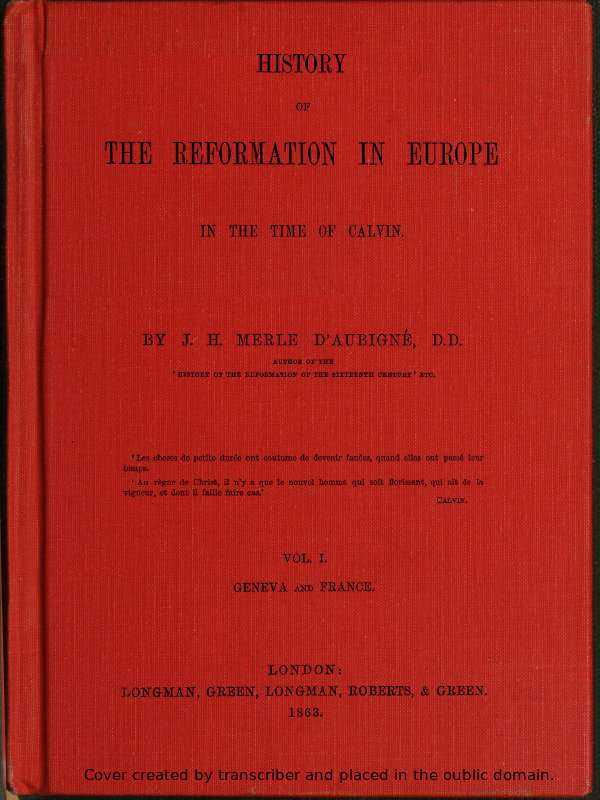 HISTORY
OF
THE REFORMATION IN EUROPE
IN THE TIME OF CALVIN.
BY J. H. MERLE D'AUBIGNÉ, D.D.
AUTHOR OF THE
'HISTORY OF THE REFORMATION OF THE SIXTEENTH CENTURY' ETC.
'Les choses de petite durée ont coutume de devenir fanées, quand elles ont passé leur
temps.
'Au règne de Christ, il n'y a que le nouvel homme qui soit florissant, qui ait de la
vigueur, et dont il faille faire cas.'
CALVIN.
VOL. I.
GENEVA AND FRANCE.
LONDON:
LONGMAN, GREEN, LONGMAN, ROBERTS, & GREEN.
1863.
Cover created by transcriber and placed in the public domain.